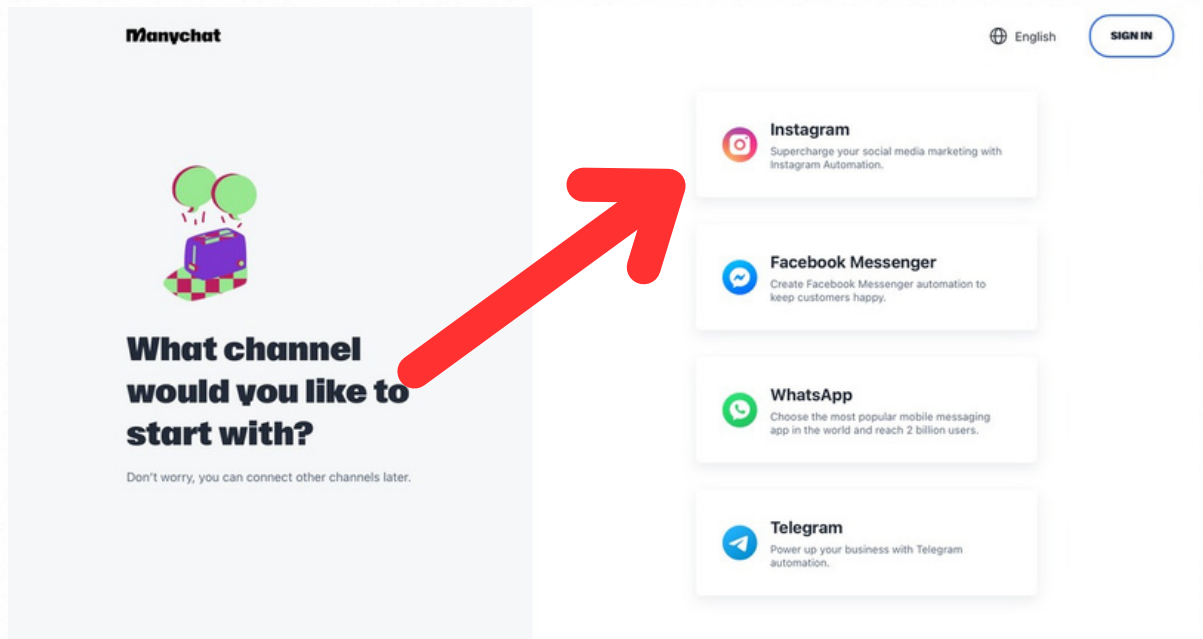 Manychat
English
SIGN IN
What channel
would you like to
start with?
Don't worry, you can connect other channels later.
Instagram
Supercharge your social media marketing with
Instagram Automation.
Facebook Messenger
Create Facebook Messenger automation to
keep customers happy.
WhatsApp
Choose the most popular mobile messaging
app in the world and reach 2 billion users.
Telegram
Power up your business with Telegram
automation.